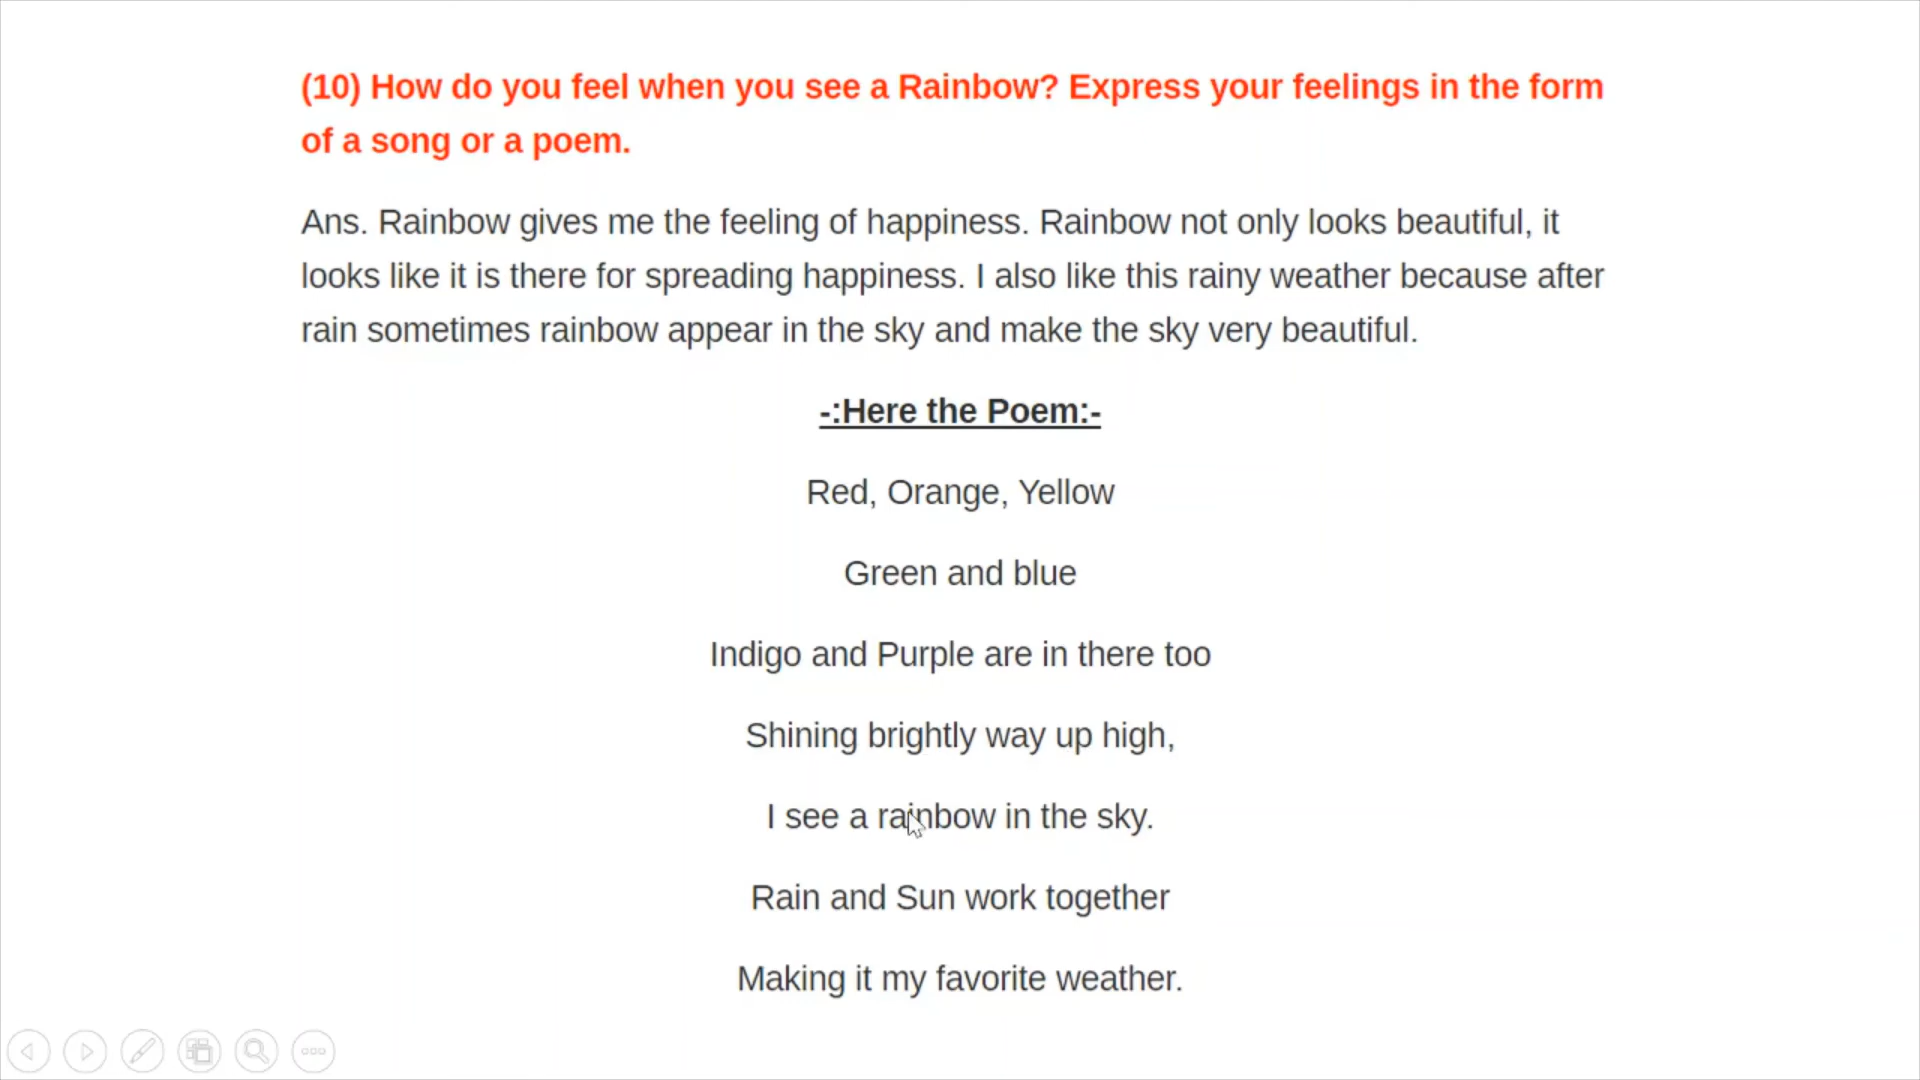 (10) How do you feel when you see a Rainbow? Express your feelings in the form
of a song or a poem.
Ans. Rainbow gives me the feeling of happiness. Rainbow not only looks beautiful, it
looks like it is there for spreading happiness. I also like this rainy weather because after
rain sometimes rainbow appear in the sky and make the sky very beautiful.
-:Here the Poem:-
Red, Orange, Yellow
Green and blue
Indigo and Purple are in there too
Shining brightly way up high,
I see a rainbow in the sky.
Rain and Sun work together
Making it my favorite weather.